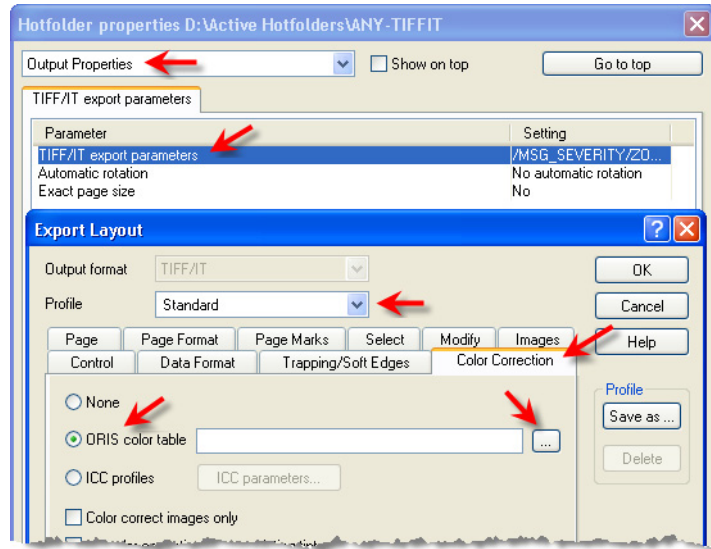 Hotfolder properties D:\Active Hotfolders\ANY-TIFFIT
Output Properties Show on top Go to top
TIFF/IT export parameters
Parameter Setting
TIFF/IT export parameters /MSG_SEVERITY/ZO...
Automatic rotation No automatic rotation
Exact page size No
Export Layout
Output format TIFF/IT OK
Profile Standard Cancel
Page Page Format Page Marks Select Modify Images Help
Control Data Format Trapping/Soft Edges Color Correction
Profile
None Save as ...
ORIS color table ...
Delete
ICC profiles ICC parameters...
Color correct images only